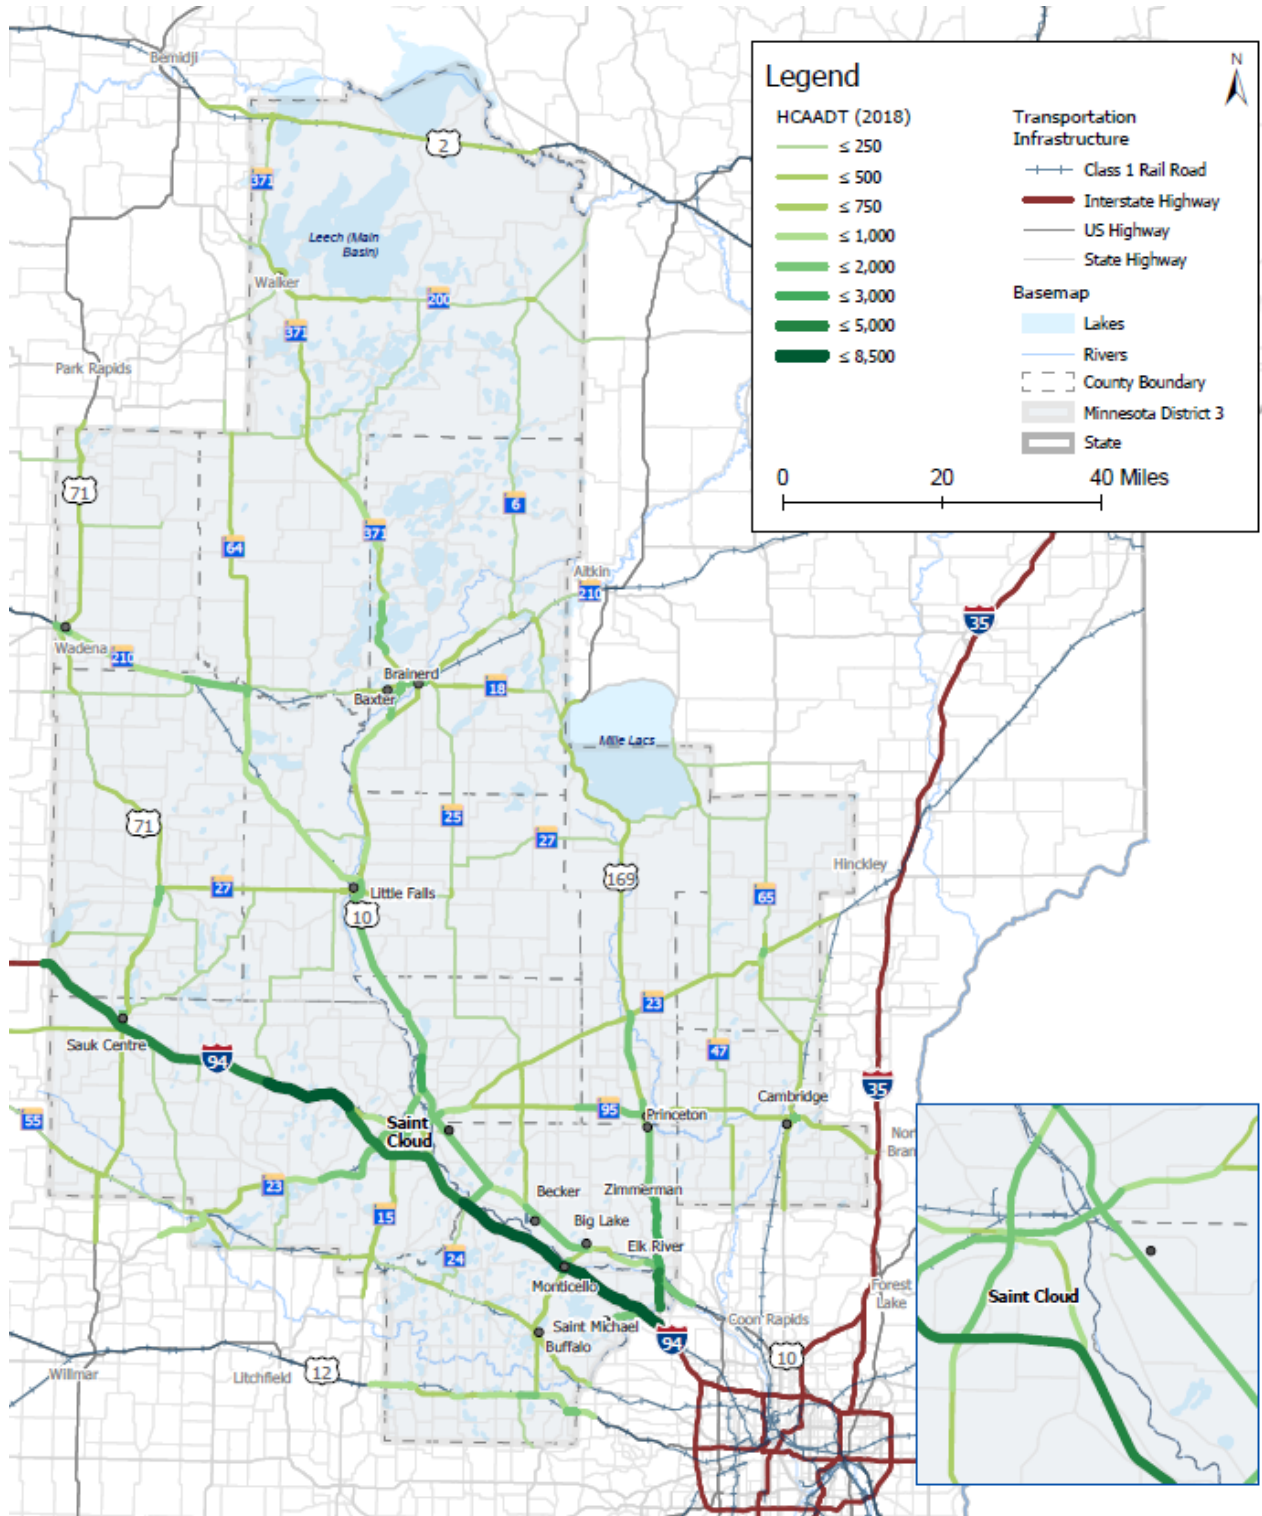 Legend
N
HCAADT (2018)
≤ 250
≤ 500
≤ 750
≤ 1,000
≤ 2,000
≤ 3,000
≤ 5,000
≤ 8,500
Transportation
Infrastructure
Class 1 Rail Road
Interstate Highway
US Highway
State Highway
Basemap
Lakes
Rivers
County Boundary
Minnesota District 3
State
0 20 40 Miles
Bemidji
2
371
Leech (Main
Basin)
Walker
200
371
Park Rapids
71
6
371
64
Aitkin
210
35
Wadena
210
Brainerd
18
Baxter
Mille Lacs
71
25
27
Hinckley
169
27
Little Falls
65
10
23
Sauk Centre
94
47
35
Cambridge
55
95
Princeton
Saint
Cloud
Nor
Bran
23
Becker
Zimmerman
15
Big Lake
24
Elk River
Monticello
Forest
Lake
Saint Cloud
Coon Rapids
Saint Michael
94
Buffalo
10
Willmar
Litchfield
12